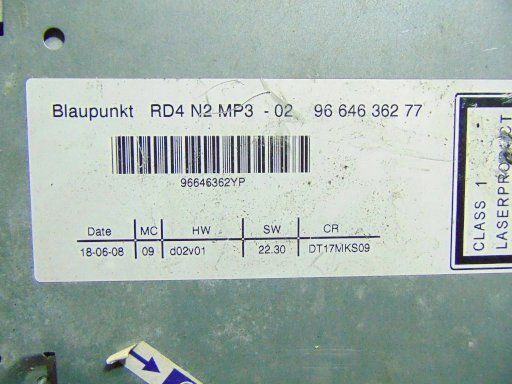 Blaupunkt RD4 N2 MP3 - 02 96 646 362 77
96646362YP
Date MC HW SW CR
18-06-08 09 d02v01 22.30 DT17MKS09
CLASS 1
LASERPRODUCT